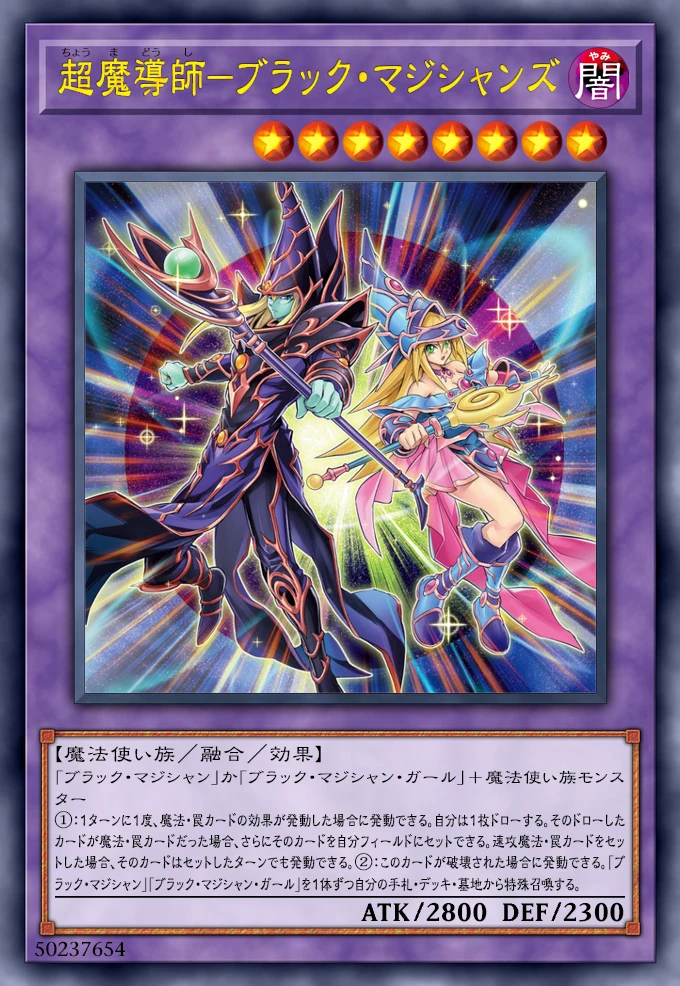 ちょう ま どう し
超魔導師－ブラック・マジシャンズ
やみ
闇
【魔法使い族／融合／効果】
「ブラック・マジシャン」か「ブラック・マジシャン・ガール」＋魔法使い族モンス
ター
①：1ターンに1度、魔法・罠カードの効果が発動した場合に発動できる。自分は1枚ドローする。そのドローした
カードが魔法・罠カードだった場合、さらにそのカードを自分フィールドにセットできる。速攻魔法・罠カードをセッ
トした場合、そのカードはセットしたターンでも発動できる。②：このカードが破壊された場合に発動できる。「ブ
ラック・マジシャン」「ブラック・マジシャン・ガール」を1体ずつ自分の手札・デッキ・墓地から特殊召喚する。
ATK/2800 DEF/2300
50237654